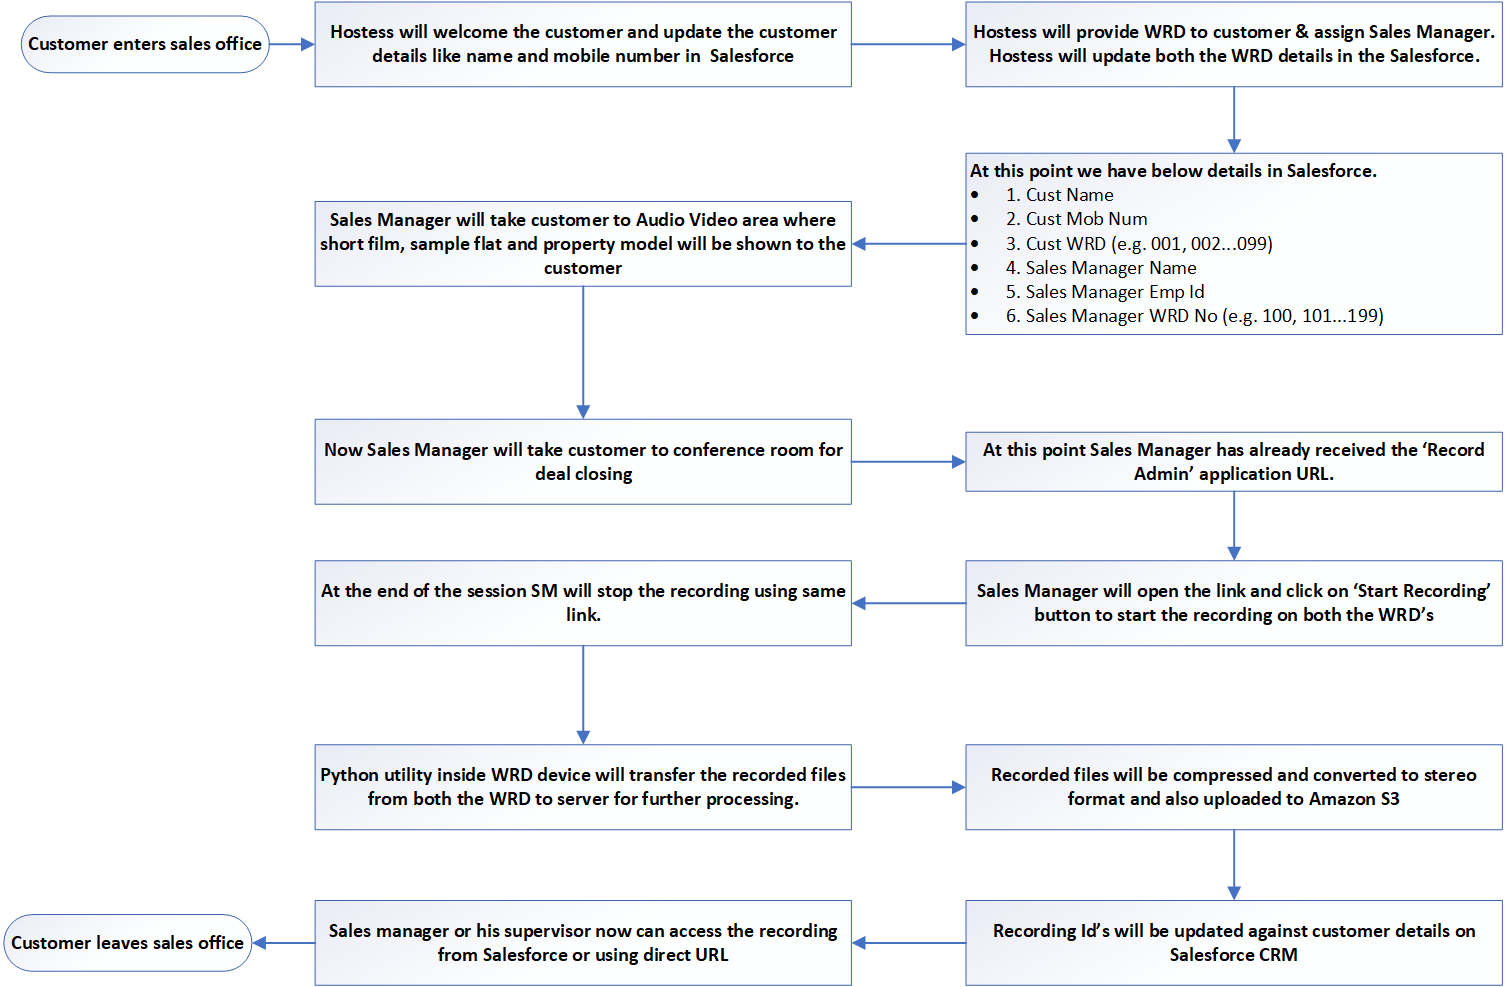 Customer enters sales office
Hostess will welcome the customer and update the customer
details like name and mobile number in  Salesforce
Hostess will provide WRD to customer & assign Sales Manager.
Hostess will update both the WRD details in the Salesforce.
At this point we have below details in Salesforce.
• 1. Cust Name
• 2. Cust Mob Num
• 3. Cust WRD (e.g. 001, 002...099)
• 4. Sales Manager Name
• 5. Sales Manager Emp Id
• 6. Sales Manager WRD No (e.g. 100, 101...199)
Sales Manager will take customer to Audio Video area where
short film, sample flat and property model will be shown to the
customer
Now Sales Manager will take customer to conference room for
deal closing
At this point Sales Manager has already received the ‘Record
Admin’ application URL.
Sales Manager will open the link and click on ‘Start Recording’
button to start the recording on both the WRD’s
At the end of the session SM will stop the recording using same
link.
Python utility inside WRD device will transfer the recorded files
from both the WRD to server for further processing.
Recorded files will be compressed and converted to stereo
format and also uploaded to Amazon S3
Recording Id’s will be updated against customer details on
Salesforce CRM
Sales manager or his supervisor now can access the recording
from Salesforce or using direct URL
Customer leaves sales office